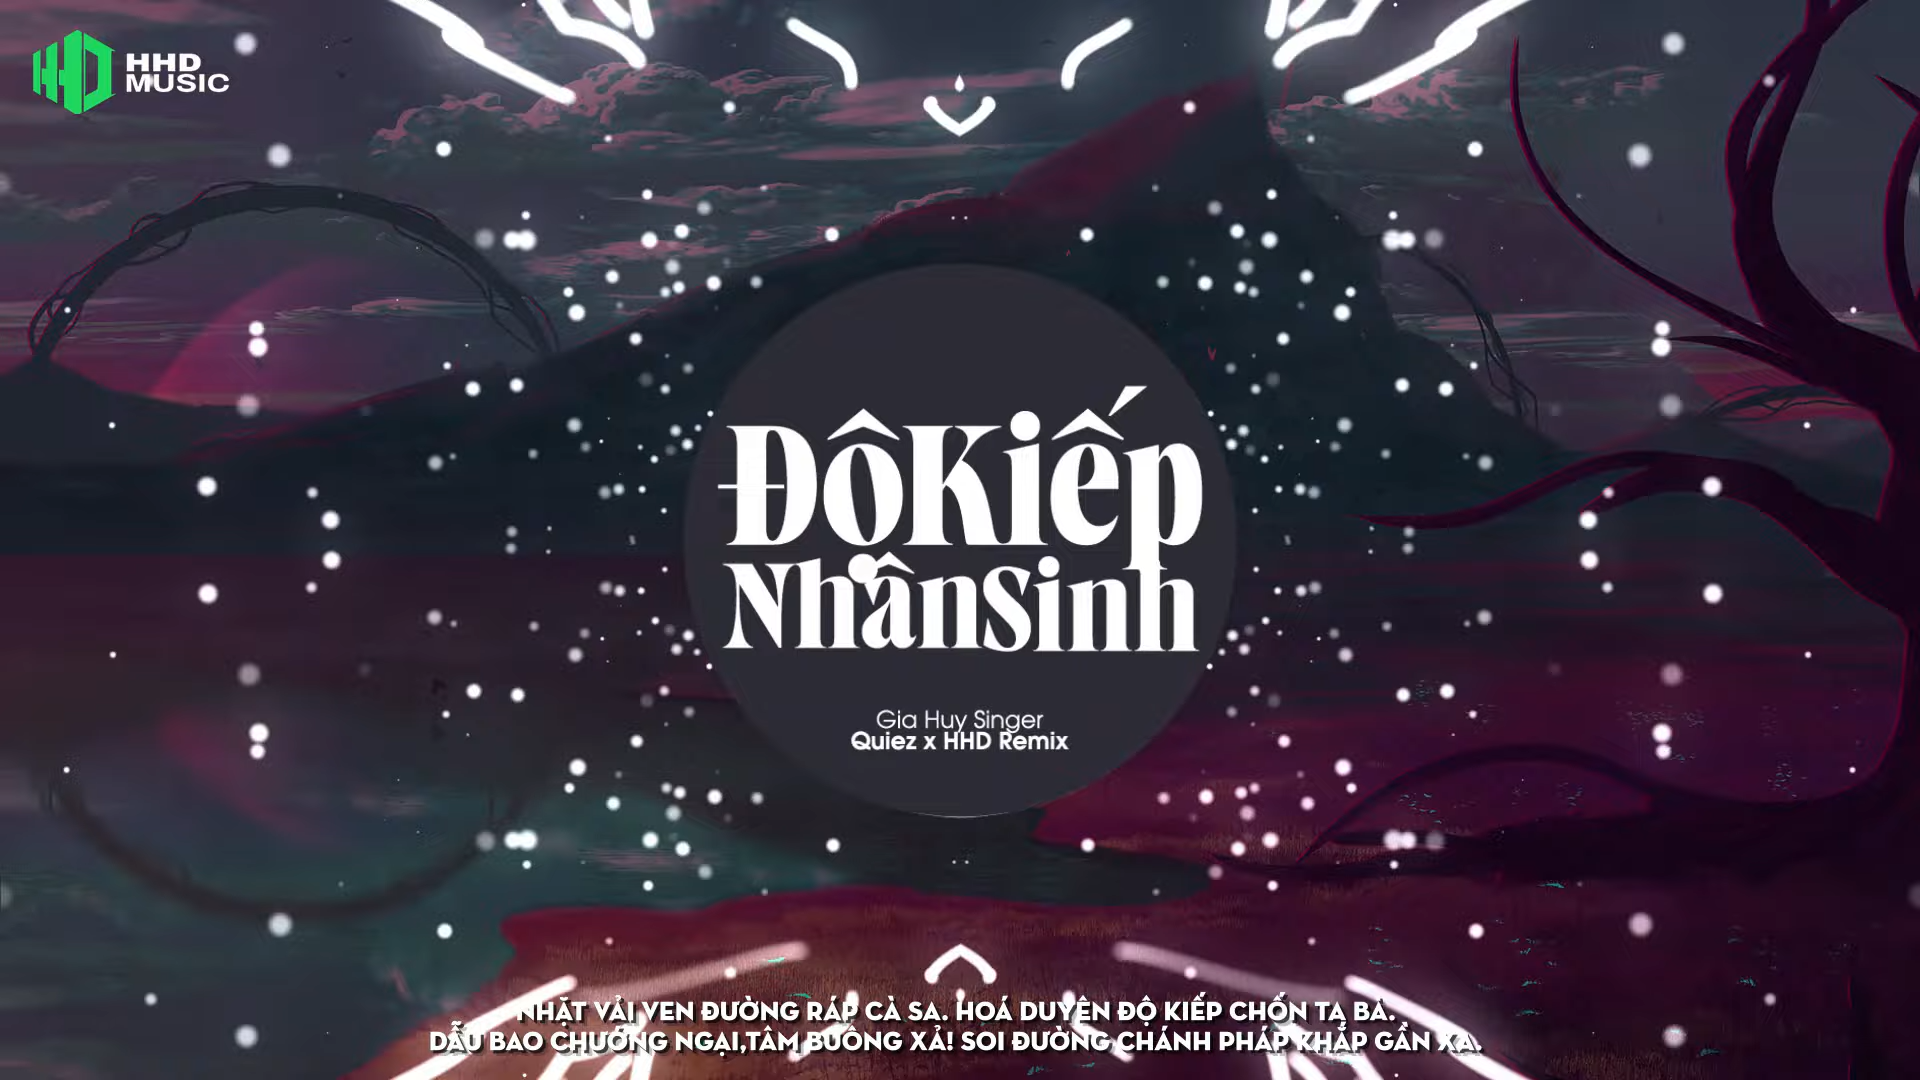 HHD
MUSIC
ĐộKiếp
NhânSinh
Gia Huy Singer
Quiez x HHD Remix
NHẶT VẢI VEN ĐƯỜNG RÁP CÀ SA. HOÁ DUYÊN ĐỘ KIẾP CHỐN TA BÀ.
DẪU BAO CHƯỚNG NGẠI,TÂM BUÔNG XẢ! SOI ĐƯỜNG CHÁNH PHÁP KHẮP GẦN XA.